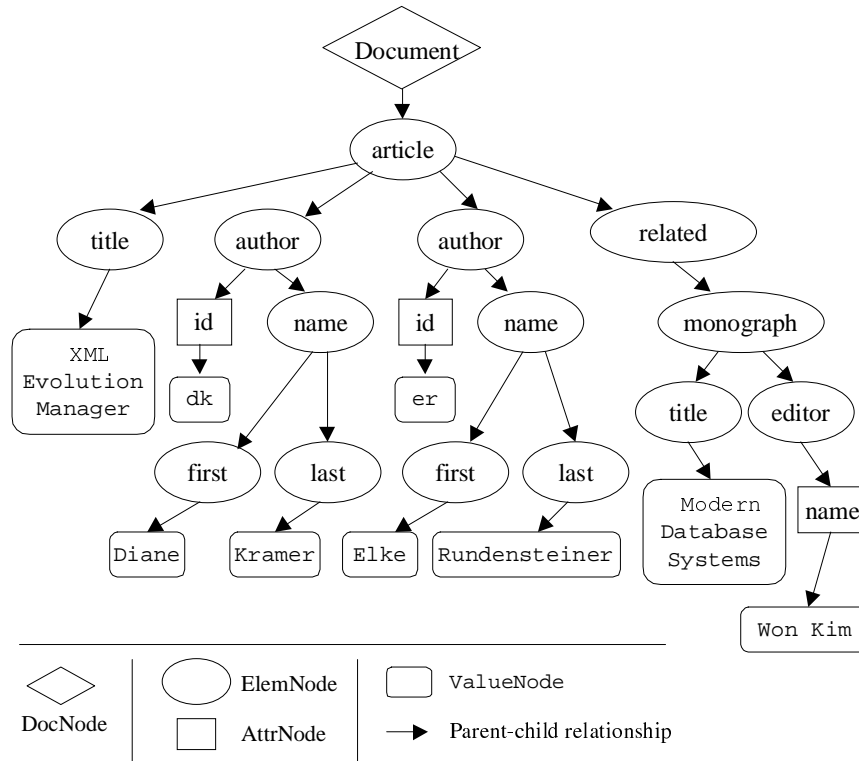 Document
article
title
author
author
related
id
name
id
name
monograph
XML
Evolution
Manager
dk
er
title
editor
first
last
first
last
Modern
Database
Systems
name
Diane
Kramer
Elke
Rundensteiner
Won Kim
DocNode
ElemNode
AttrNode
ValueNode
Parent-child relationship